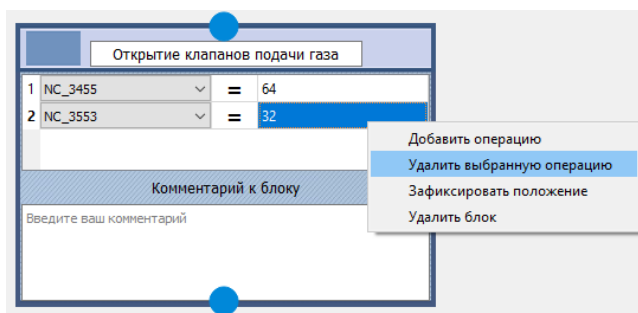 Открытие клапанов подачи газа
1 NC_3455 = 64
2 NC_3553 = 32
Добавить операцию
Удалить выбранную операцию
Зафиксировать положение
Удалить блок
Комментарий к блоку
Введите ваш комментарий